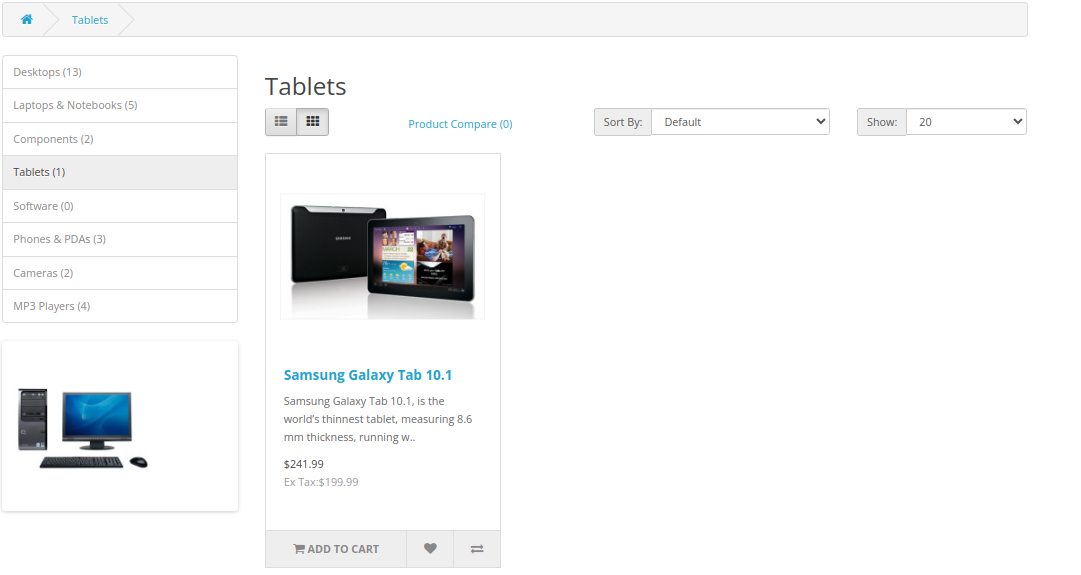 Tablets
Desktops (13)
Laptops & Notebooks (5)
Components (2)
Tablets (1)
Software (0)
Phones & PDAs (3)
Cameras (2)
MP3 Players (4)
Tablets
Product Compare (0)
Sort By: Default
Show: 20
SAMSUNG
Samsung Galaxy Tab 10.1
Samsung Galaxy Tab 10.1, is the
world's thinnest tablet, measuring 8.6
mm thickness, running w..
$241.99
Ex Tax:$199.99
ADD TO CART